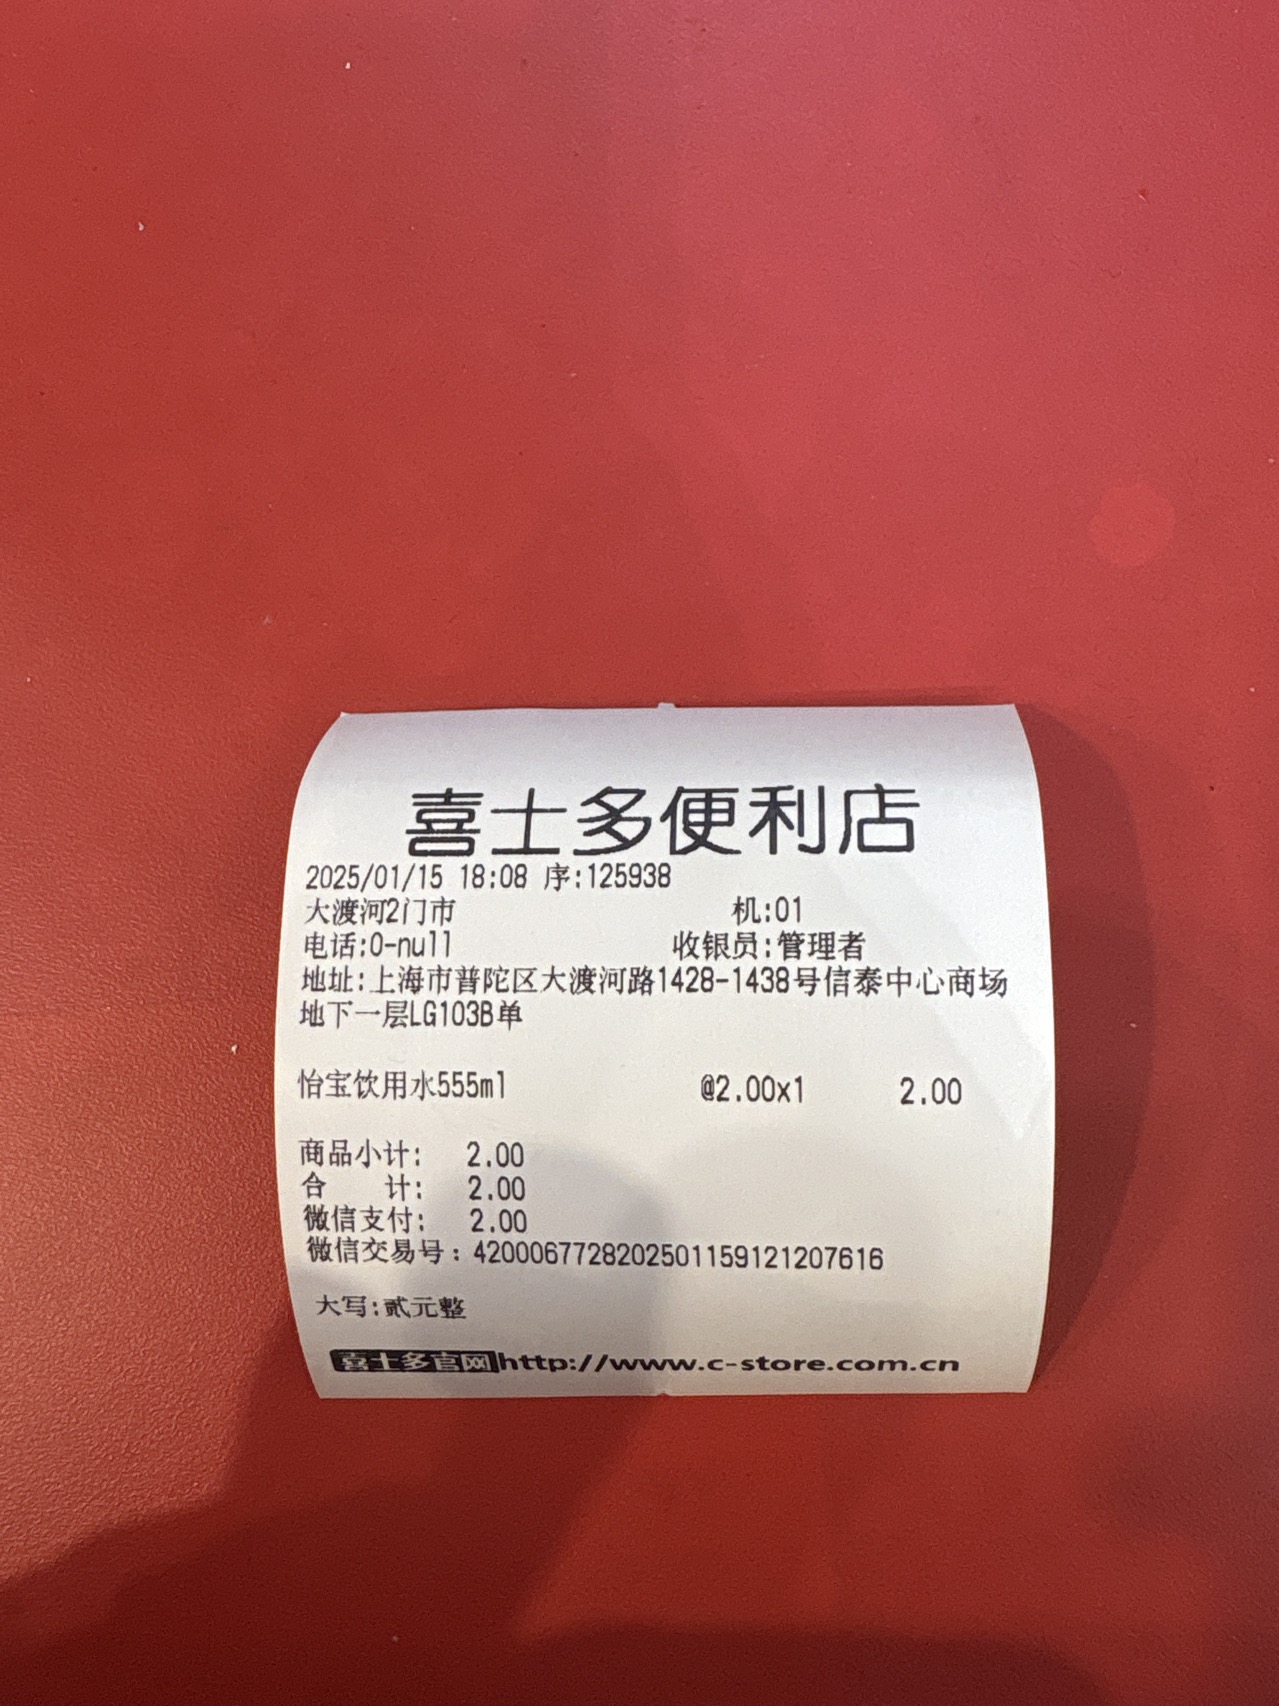 喜士多便利店
2025/01/15 18:08 序:125938
大渡河2门市 机:01
电话:0-null 收银员:管理者
地址:上海市普陀区大渡河路1428-1438号信泰中心商场
地下一层LG103B单
怡宝饮用水555ml @2.00x1 2.00
商品小计: 2.00
合 计: 2.00
微信支付: 2.00
微信交易号:4200067728202501159121207616
大写:贰元整
喜士多官网http://www.c-store.com.cn